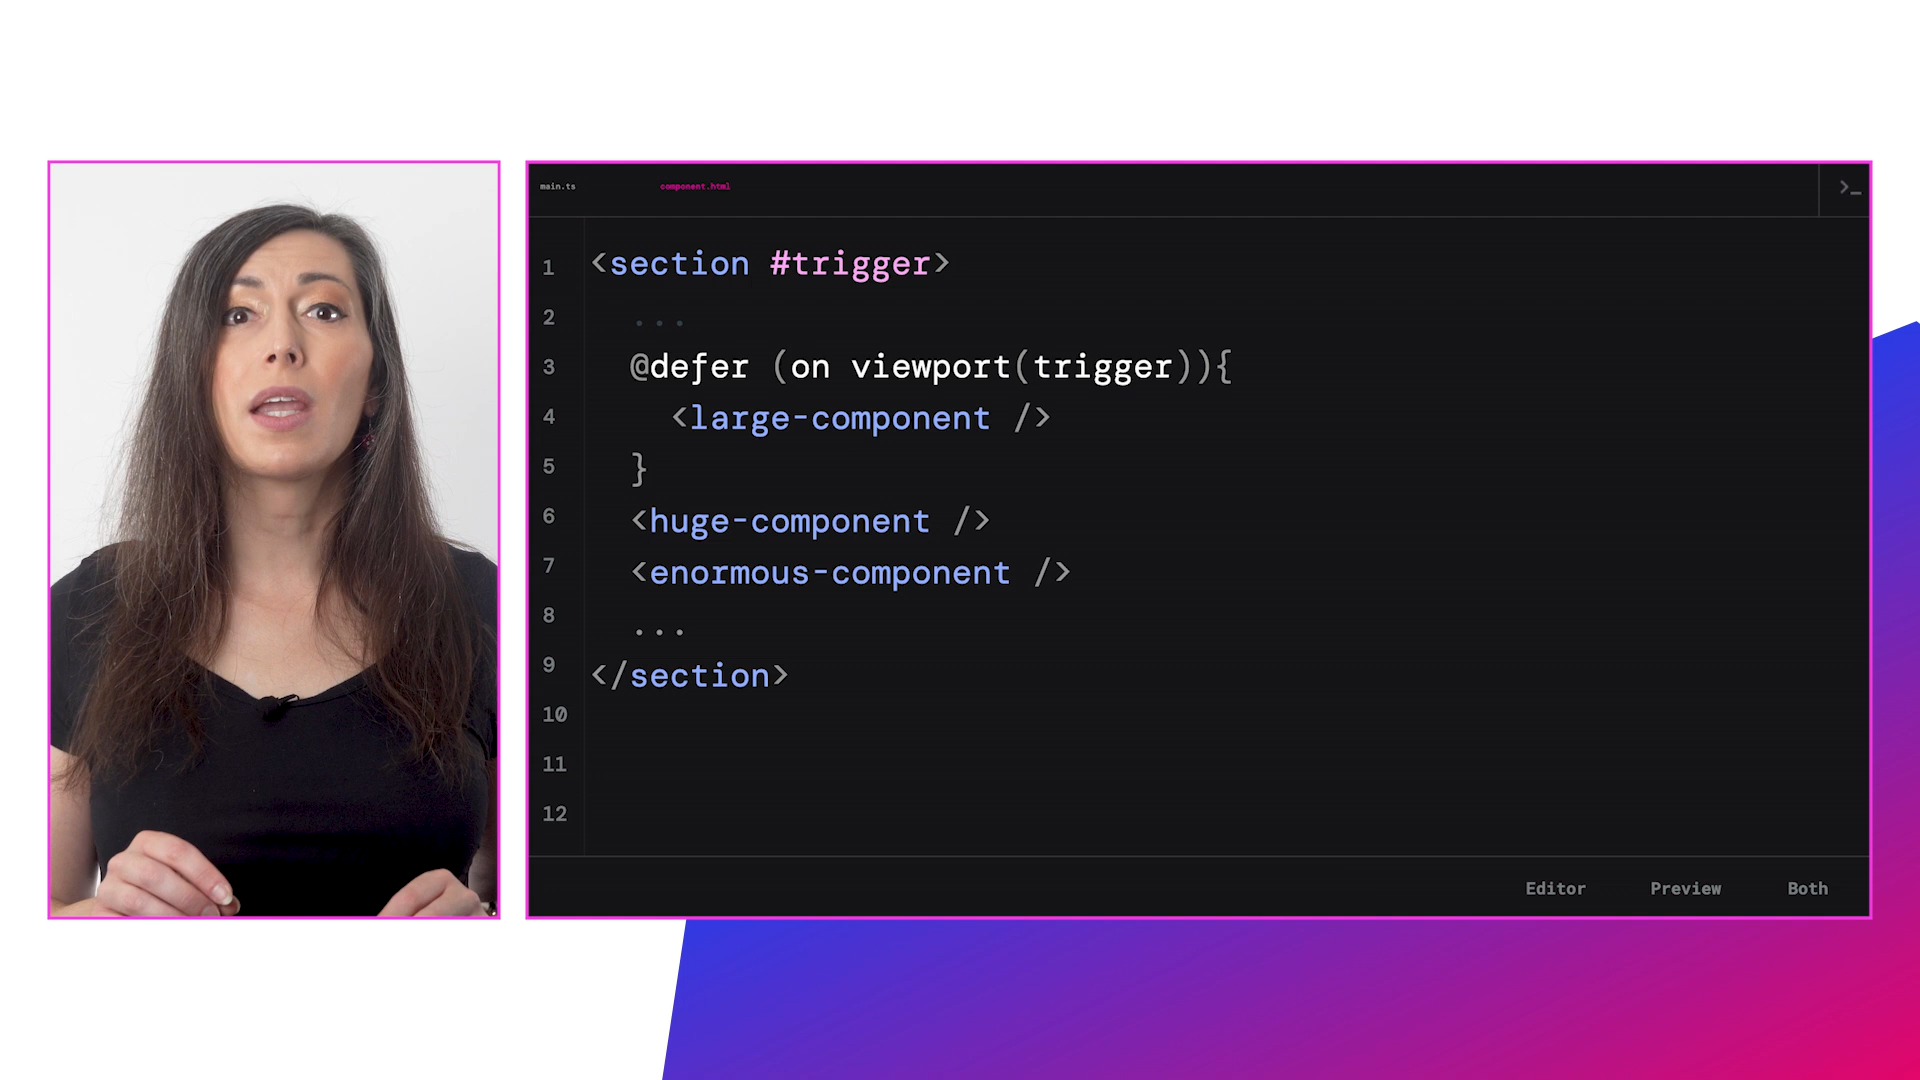 main.ts component.html >_
1 <section #trigger>
2 ...
3 @defer (on viewport(trigger)){
4 <large-component />
5 }
6 <huge-component />
7 <enormous-component />
8 ...
9 </section>
10
11
12
Editor Preview Both